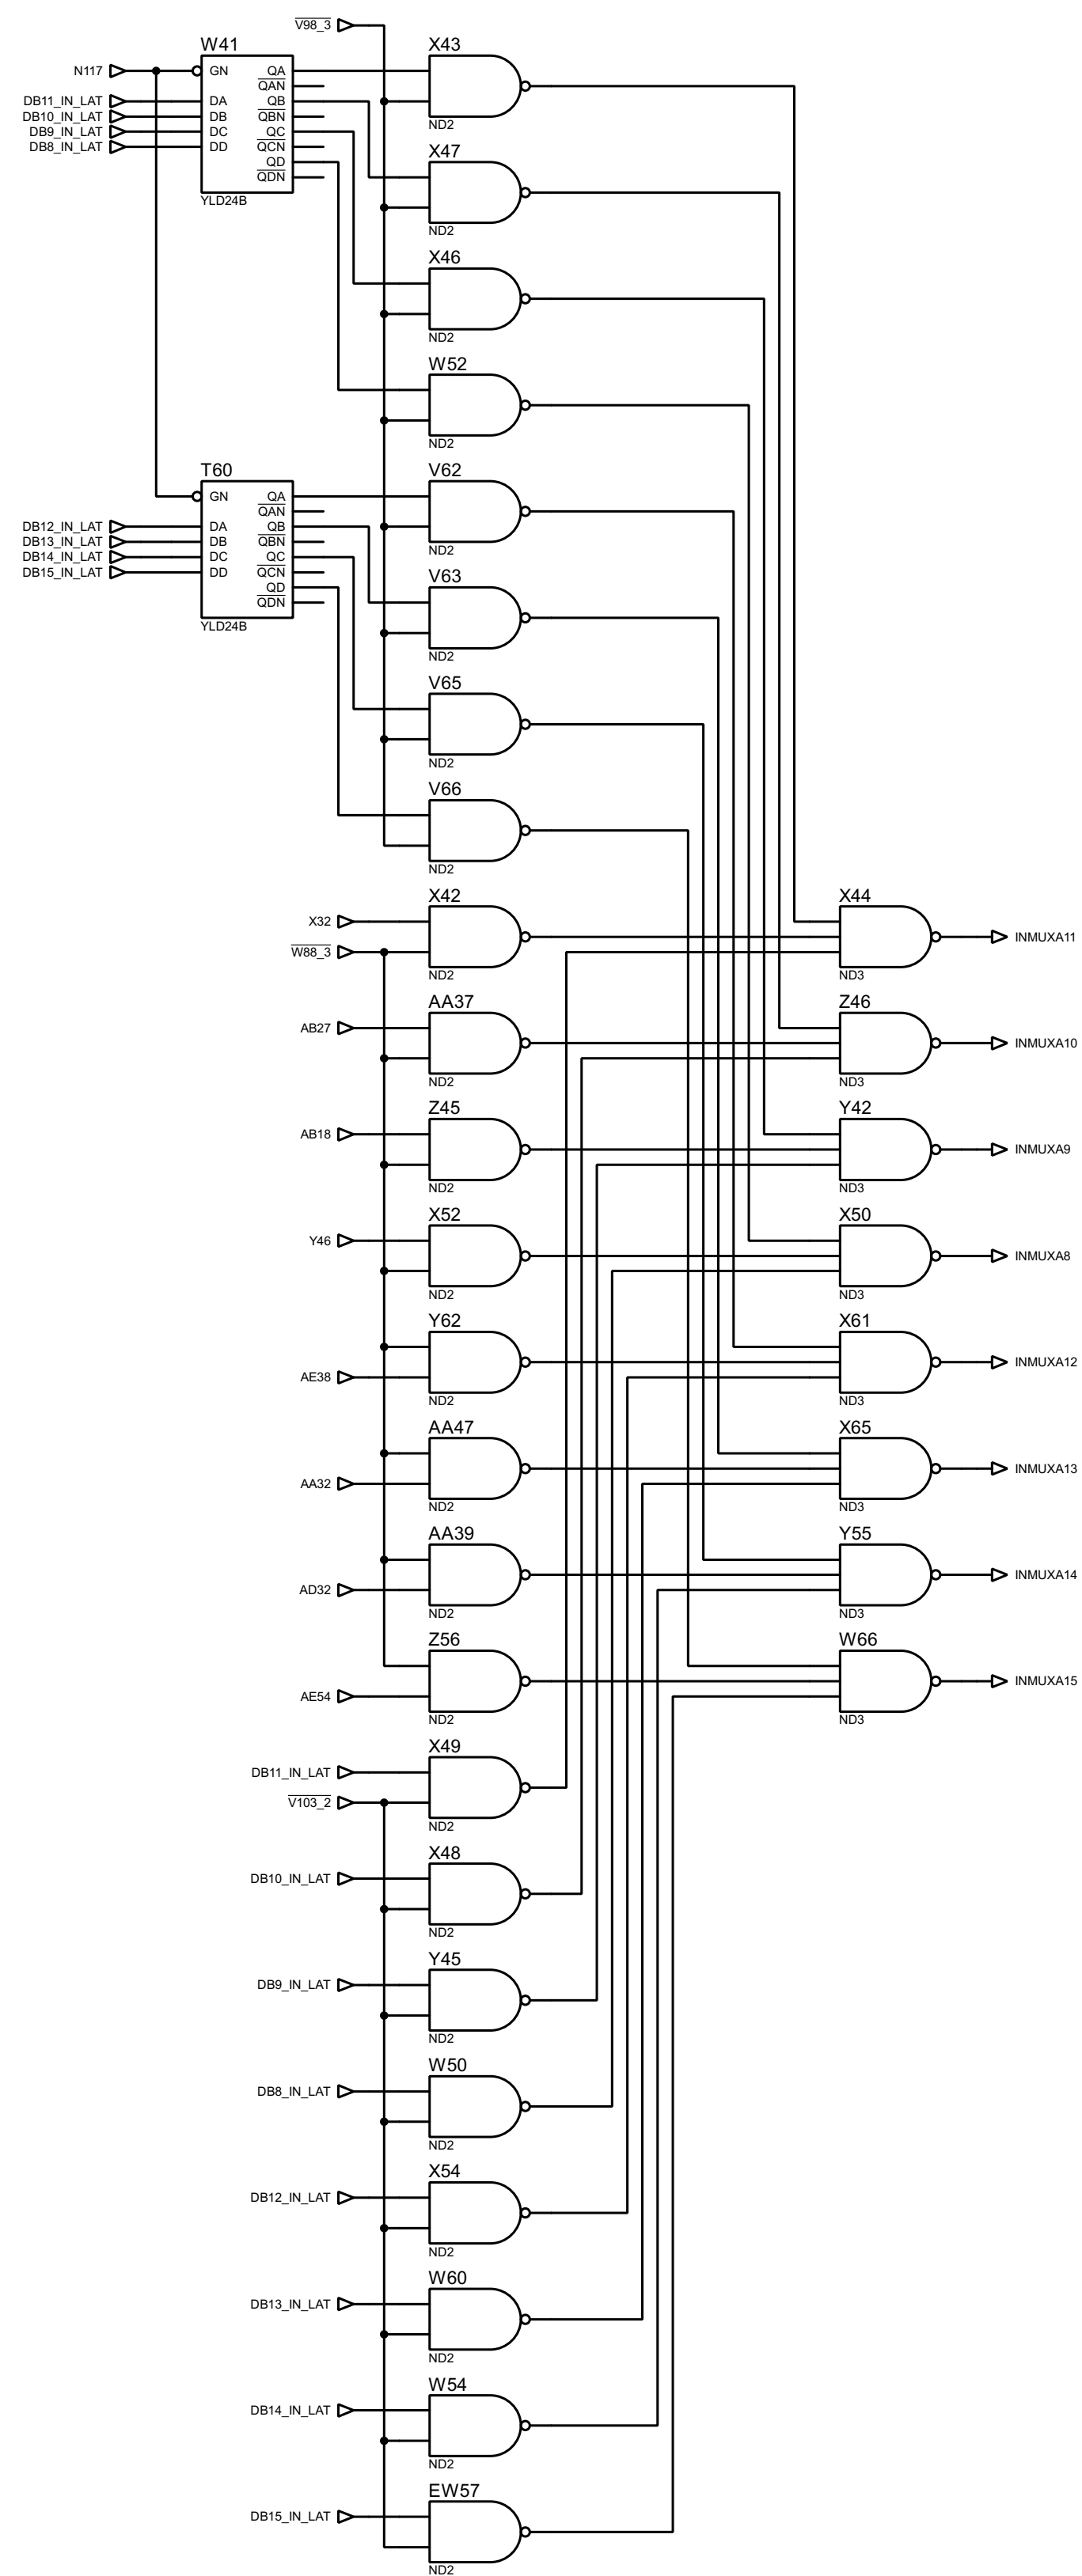 V98_3
W41
X43
N117
GN
QA
QAN
DB11_IN_LAT
DA
QB
DB10_IN_LAT
DB
QBN
DB9_IN_LAT
DC
QC
DB8_IN_LAT
DD
QCN
QD
QDN
YLD24B
ND2
X47
ND2
X46
ND2
W52
ND2
T60
V62
GN
QA
QAN
DB12_IN_LAT
DA
QB
DB13_IN_LAT
DB
QBN
DB14_IN_LAT
DC
QC
DB15_IN_LAT
DD
QCN
QD
QDN
YLD24B
ND2
V63
ND2
V65
ND2
V66
ND2
X42
X44
X32
W88_3
INMUXA11
ND2
ND3
AA37
Z46
AB27
INMUXA10
ND2
ND3
Z45
Y42
AB18
INMUXA9
ND2
ND3
X52
X50
Y46
INMUXA8
ND2
ND3
Y62
X61
AE38
INMUXA12
ND2
ND3
AA47
X65
AA32
INMUXA13
ND2
ND3
AA39
Y55
AD32
INMUXA14
ND2
ND3
Z56
W66
AE54
INMUXA15
ND2
ND3
X49
DB11_IN_LAT
V103_2
ND2
X48
DB10_IN_LAT
ND2
Y45
DB9_IN_LAT
ND2
W50
DB8_IN_LAT
ND2
X54
DB12_IN_LAT
ND2
W60
DB13_IN_LAT
ND2
W54
DB14_IN_LAT
ND2
EW57
DB15_IN_LAT
ND2